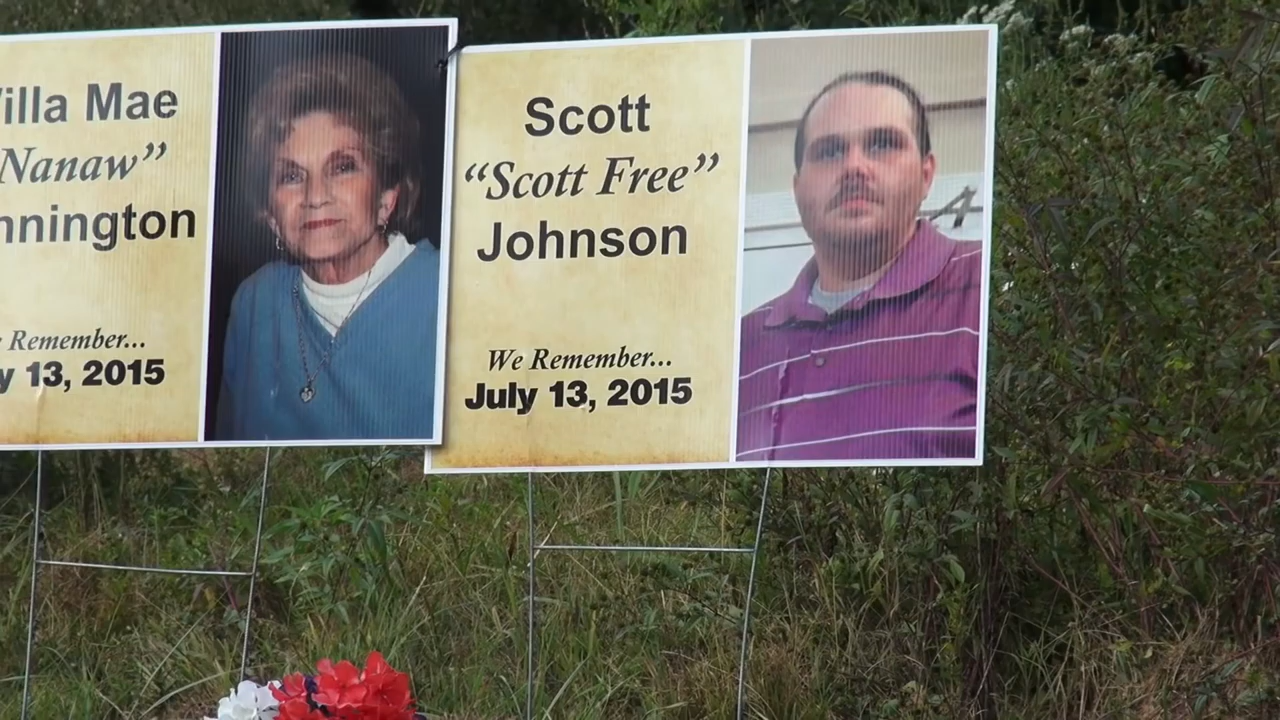 illa Mae
Nanaw”
nnington
Remember...
y 13, 2015
Scott
“Scott Free”
Johnson
We Remember...
July 13, 2015